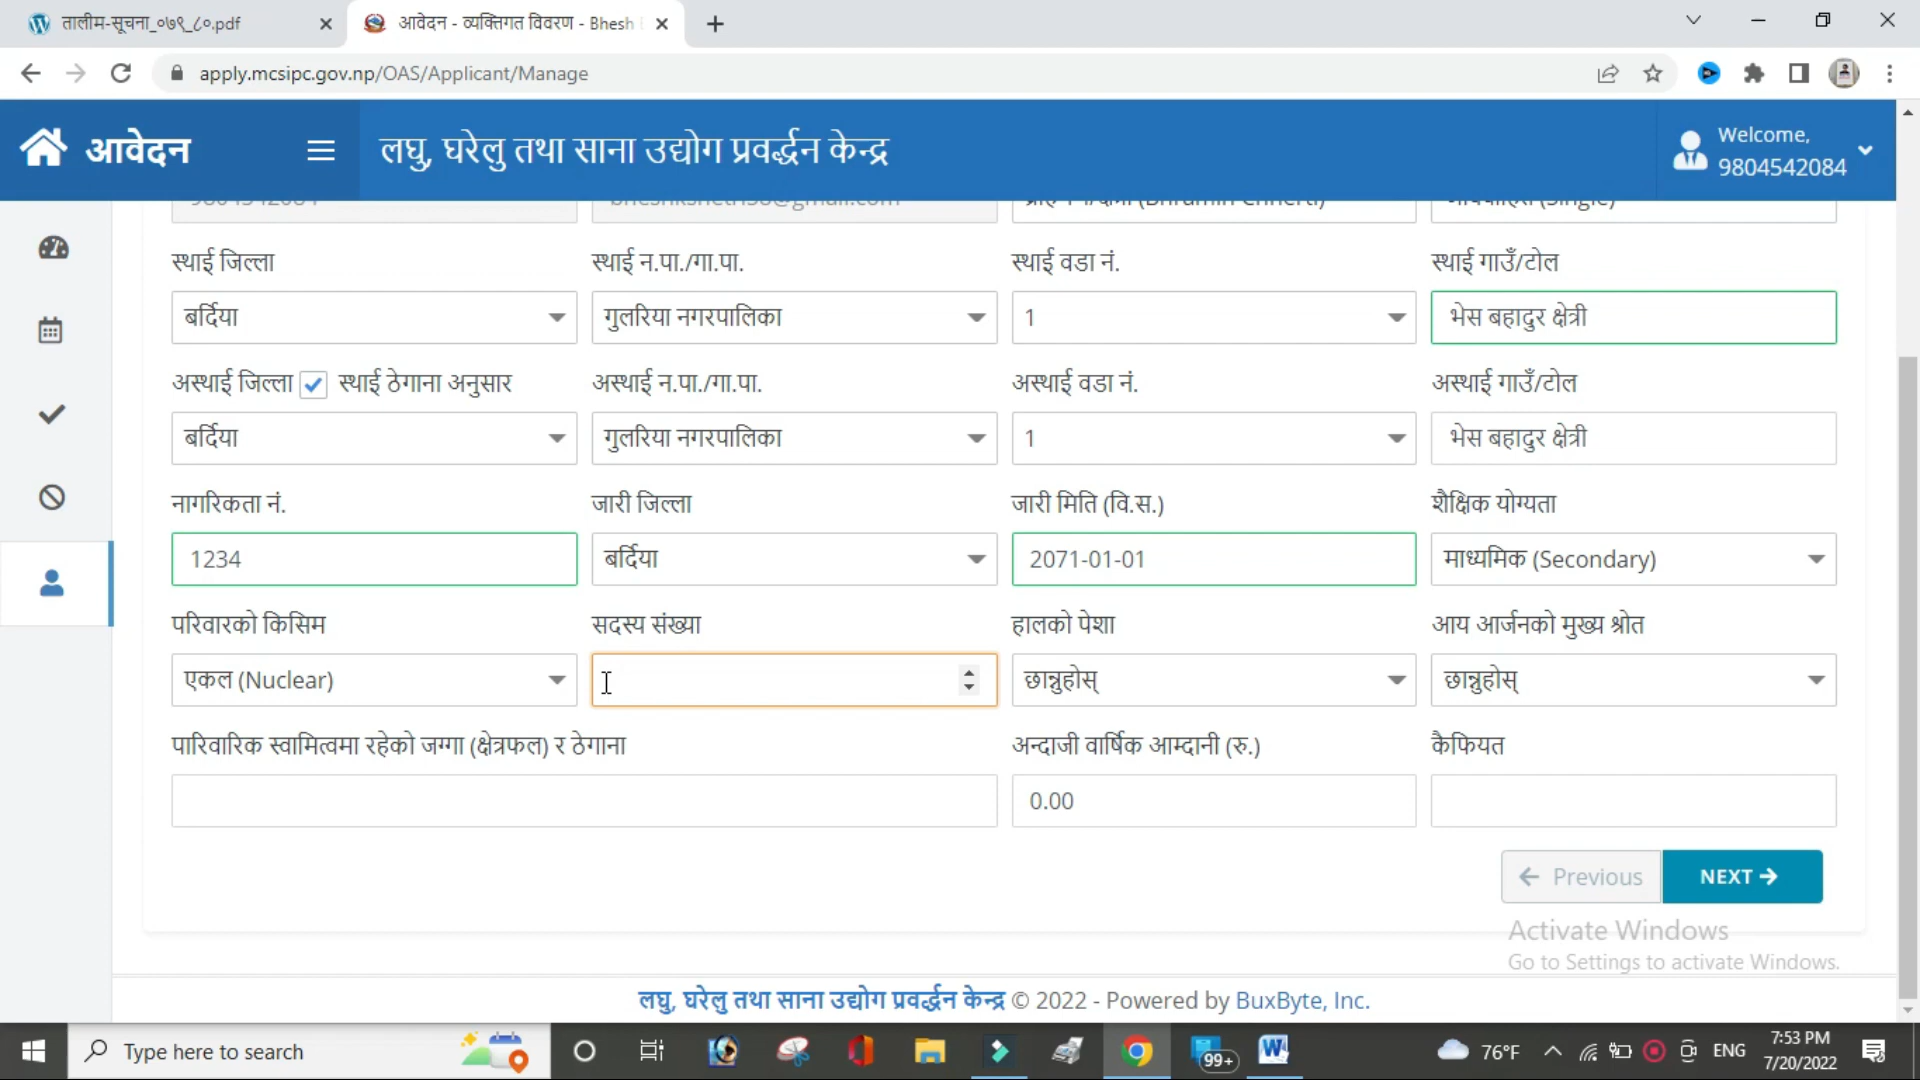 तालीम-सूचना_०७९_८०.pdf
आवेदन - व्यक्तिगत विवरण - Bhesh
apply.mcsipc.gov.np/OAS/Applicant/Manage
आवेदन
लघु, घरेलु तथा साना उद्योग प्रवर्द्धन केन्द्र
Welcome,
9804542084
स्थाई जिल्ला स्थाई न.पा./गा.पा. स्थाई वडा नं. स्थाई गाउँ/टोल
बर्दिया गुलरिया नगरपालिका 1 भेस बहादुर क्षेत्री
अस्थाई जिल्ला स्थाई ठेगाना अनुसार अस्थाई न.पा./गा.पा. अस्थाई वडा नं. अस्थाई गाउँ/टोल
बर्दिया गुलरिया नगरपालिका 1 भेस बहादुर क्षेत्री
नागरिकता नं. जारी जिल्ला जारी मिति (वि.स.) शैक्षिक योग्यता
1234 बर्दिया 2071-01-01 माध्यमिक (Secondary)
परिवारको किसिम सदस्य संख्या हालको पेशा आय आर्जनको मुख्य श्रोत
एकल (Nuclear) छान्नुहोस् छान्नुहोस्
पारिवारिक स्वामित्वमा रहेको जग्गा (क्षेत्रफल) र ठेगाना अन्दाजी वार्षिक आम्दानी (रु.) कैफियत
0.00
Previous NEXT
Activate Windows
Go to Settings to activate Windows.
लघु, घरेलु तथा साना उद्योग प्रवर्द्धन केन्द्र © 2022 - Powered by BuxByte, Inc.
Type here to search 99+ 76°F ENG 7:53 PM
7/20/2022